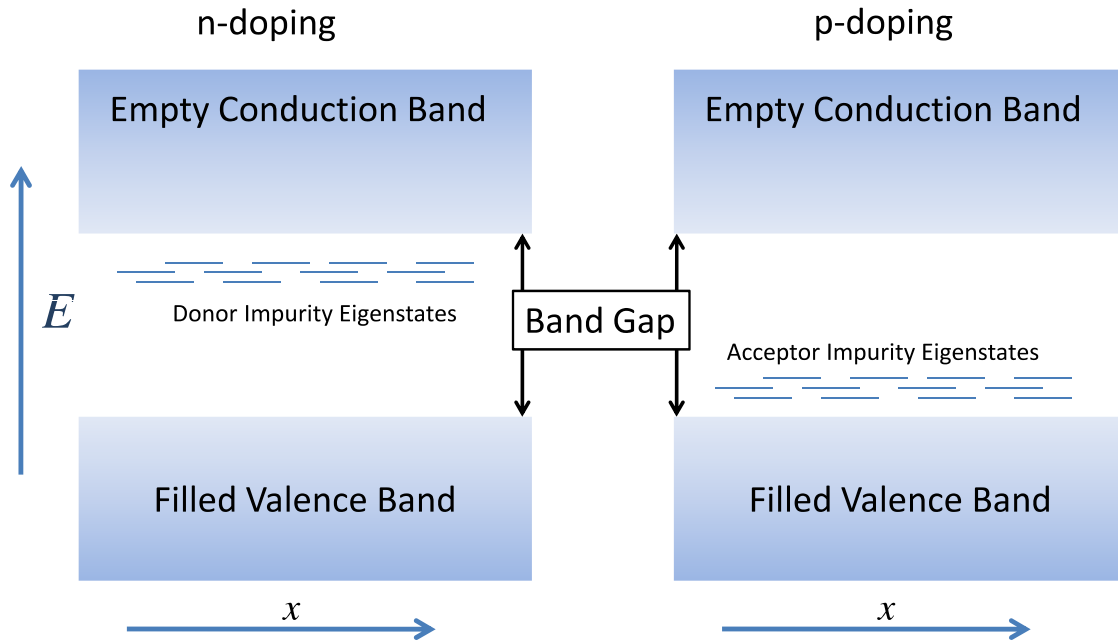 n-doping
p-doping
Empty Conduction Band
Empty Conduction Band
E
Donor Impurity Eigenstates
Band Gap
Acceptor Impurity Eigenstates
Filled Valence Band
Filled Valence Band
x
x